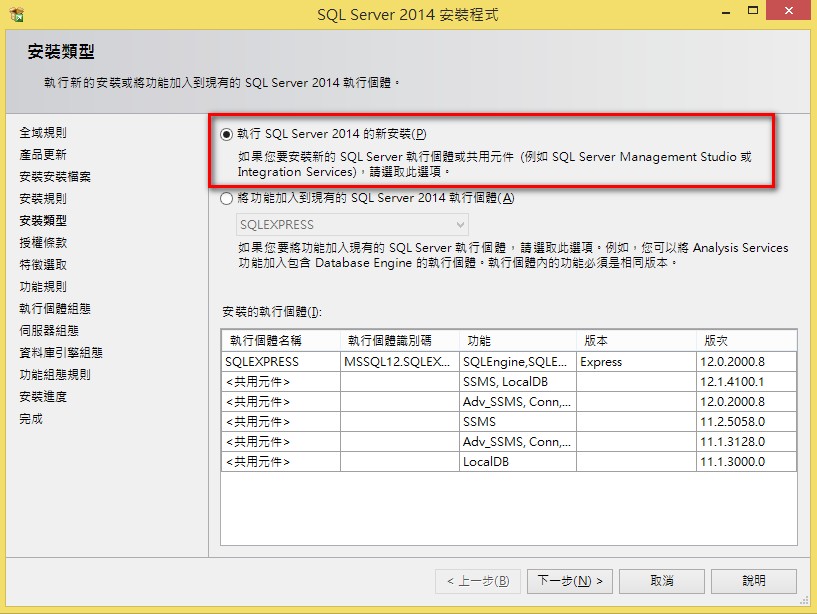 SQL Server 2014 安裝程式
安裝類型
執行新的安裝或將功能加入到現有的 SQL Server 2014 執行個體。
全域規則
產品更新
安裝安裝檔案
安裝規則
安裝類型
授權條款
特徵選取
功能規則
執行個體組態
伺服器組態
資料庫引擎組態
功能組態規則
安裝進度
完成
執行 SQL Server 2014 的新安裝(P)
如果您要安裝新的 SQL Server 執行個體或共用元件 (例如 SQL Server Management Studio 或
Integration Services)，請選取此選項。
將功能加入到現有的 SQL Server 2014 執行個體(A)
SQLEXPRESS
如果您要將功能加入現有的 SQL Server 執行個體，請選取此選項。例如，您可以將 Analysis Services
功能加入包含 Database Engine 的執行個體。執行個體內的功能必須是相同版本。
安裝的執行個體(I):
執行個體名稱 執行個體識別碼 功能 版本 版次
SQLEXPRESS MSSQL12.SQLEX... SQLEngine,SQLE... Express 12.0.2000.8
<共用元件> SSMS, LocalDB 12.1.4100.1
<共用元件> Adv_SSMS, Conn,... 12.0.2000.8
<共用元件> SSMS 11.2.5058.0
<共用元件> Adv_SSMS, Conn,... 11.1.3128.0
<共用元件> LocalDB 11.1.3000.0
< 上一步(B) 下一步(N) > 取消 說明